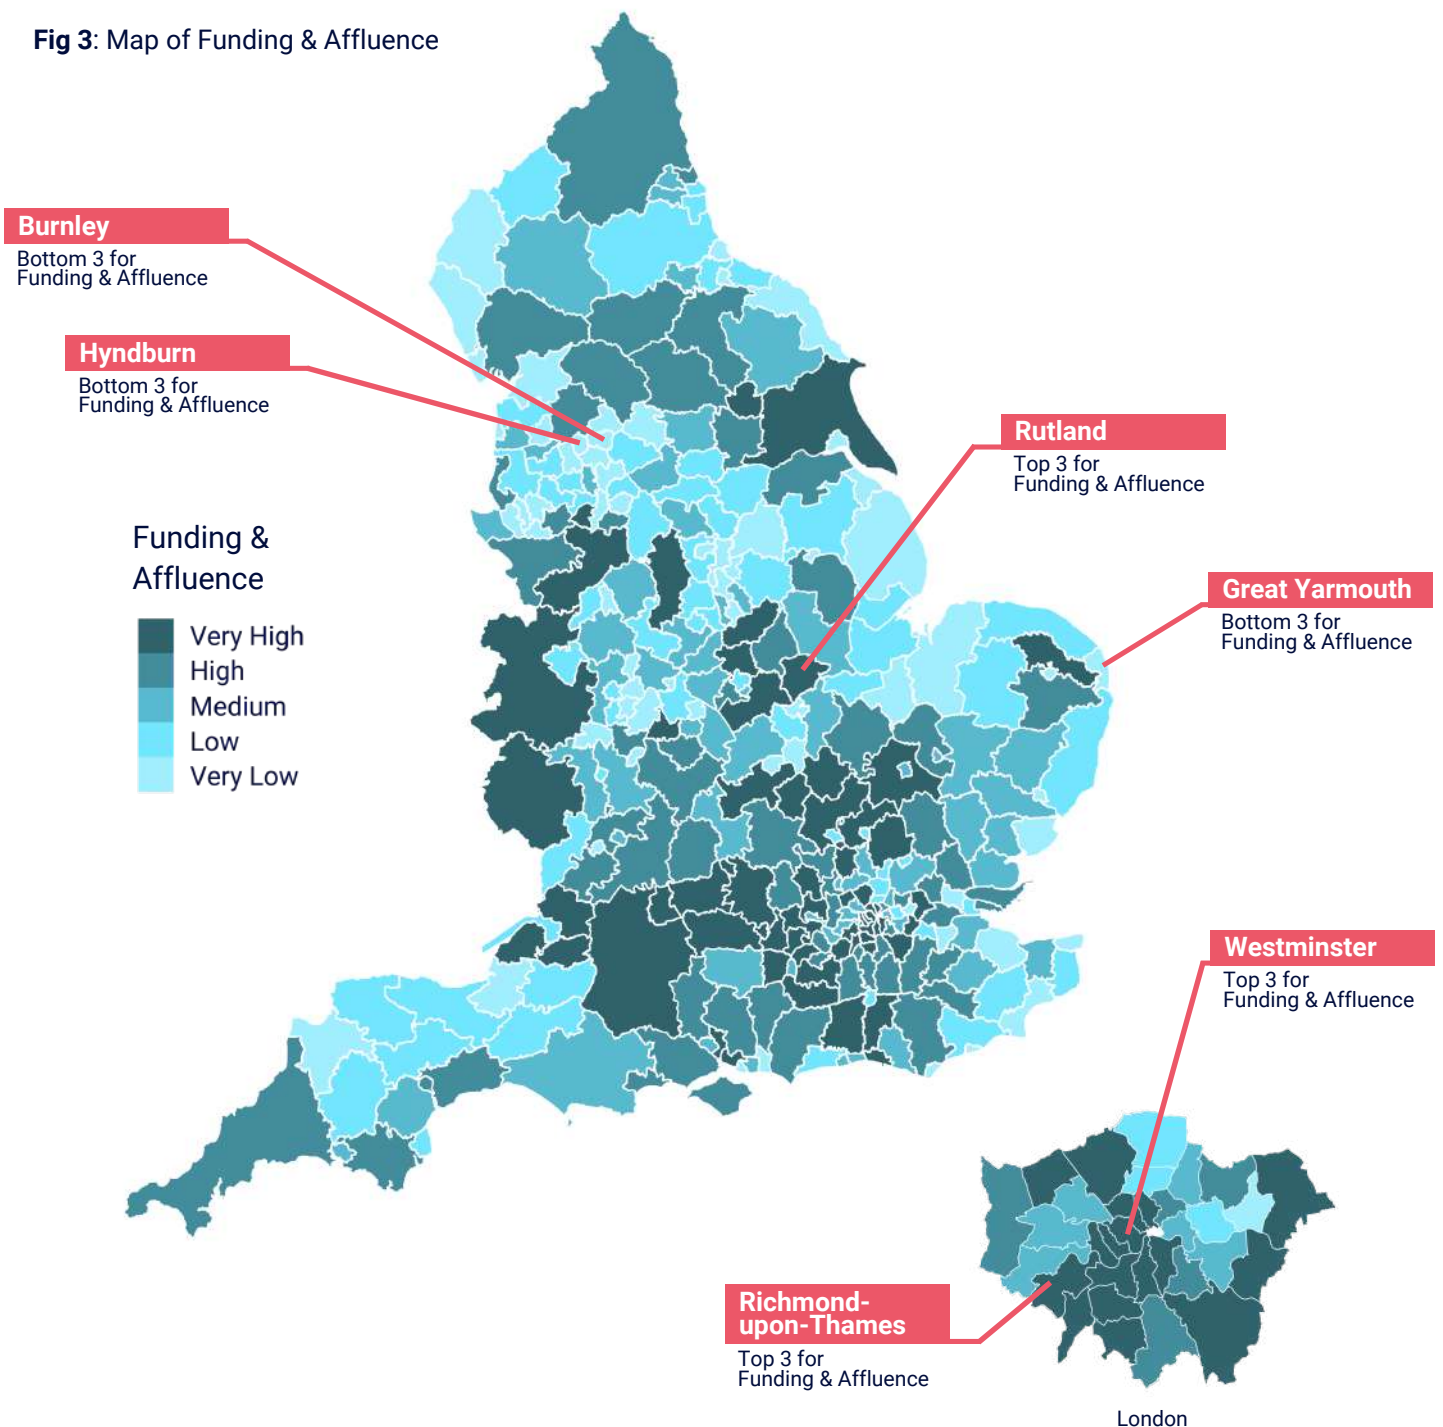 Fig 3: Map of Funding & Affluence
Burnley
Bottom 3 for
Funding & Affluence
Hyndburn
Bottom 3 for
Funding & Affluence
Rutland
Top 3 for
Funding & Affluence
Funding &
Affluence
Very High
High
Medium
Low
Very Low
Great Yarmouth
Bottom 3 for
Funding & Affluence
Westminster
Top 3 for
Funding & Affluence
Richmond-
upon-Thames
Top 3 for
Funding & Affluence
London